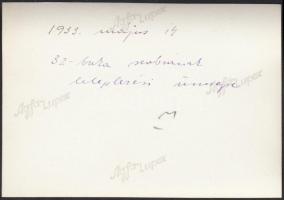 1933. május 14
32-baka szobrának
leleplezési ünnepe